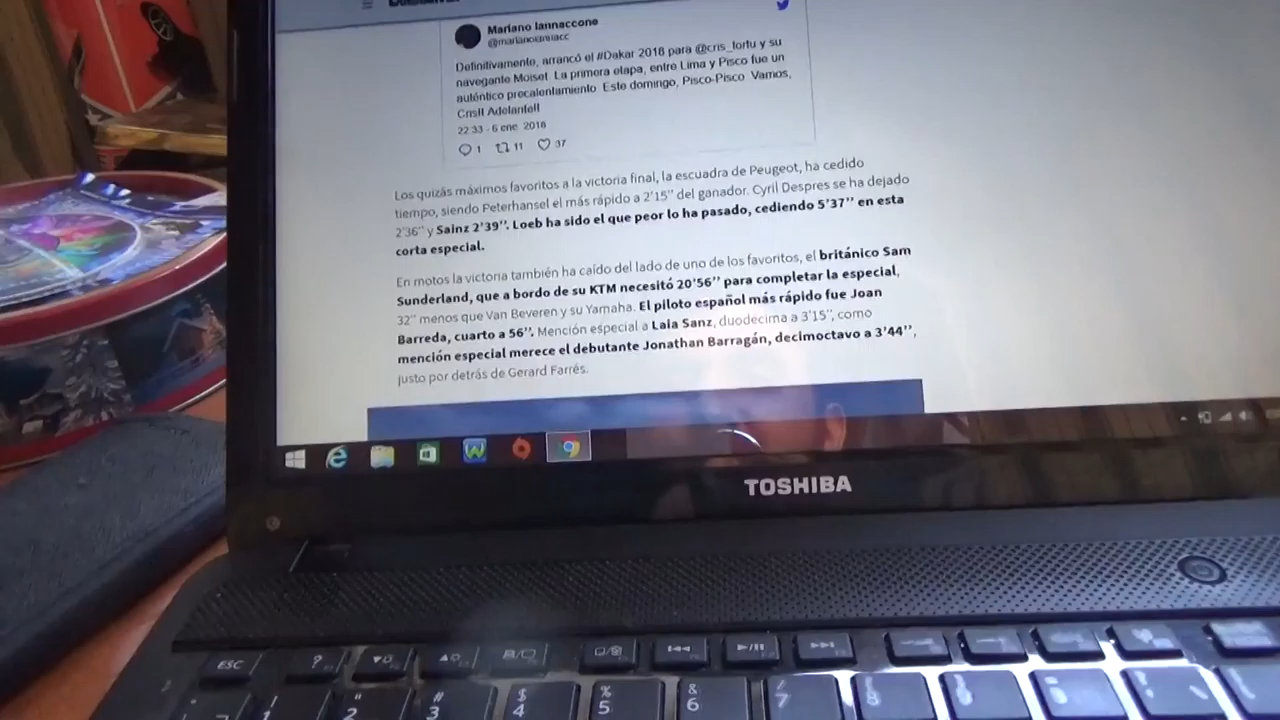 Mariano Iannaccone
@marianoiannacc
Definitivamente, arrancó el #Dakar 2018 para @cris_tortu y su
navegante Moiset. La primera etapa, entre Lima y Pisco fue un
auténtico precalentamiento. Este domingo, Pisco-Pisco. Vamos,
Cris!! Adelante!!
22:33 - 6 ene. 2018
1 11 37
Los quizás máximos favoritos a la victoria final, la escuadra de Peugeot, ha cedido
tiempo, siendo Peterhansel el más rápido a 2'15'' del ganador. Cyril Despres se ha dejado
2'36'' y Sainz 2'39''. Loeb ha sido el que peor lo ha pasado, cediendo 5'37'' en esta
corta especial.
En motos la victoria también ha caído del lado de uno de los favoritos, el británico Sam
Sunderland, que a bordo de su KTM necesitó 20'56'' para completar la especial,
32'' menos que Van Beveren y su Yamaha. El piloto español más rápido fue Joan
Barreda, cuarto a 56''. Mención especial a Laia Sanz, duodecima a 3'15'', como
mención especial merece el debutante Jonathan Barragán, decimoctavo a 3'44'',
justo por detrás de Gerard Farrés.
TOSHIBA
ESC ?
" # $ % & /
2 3 4 5 6 7 8